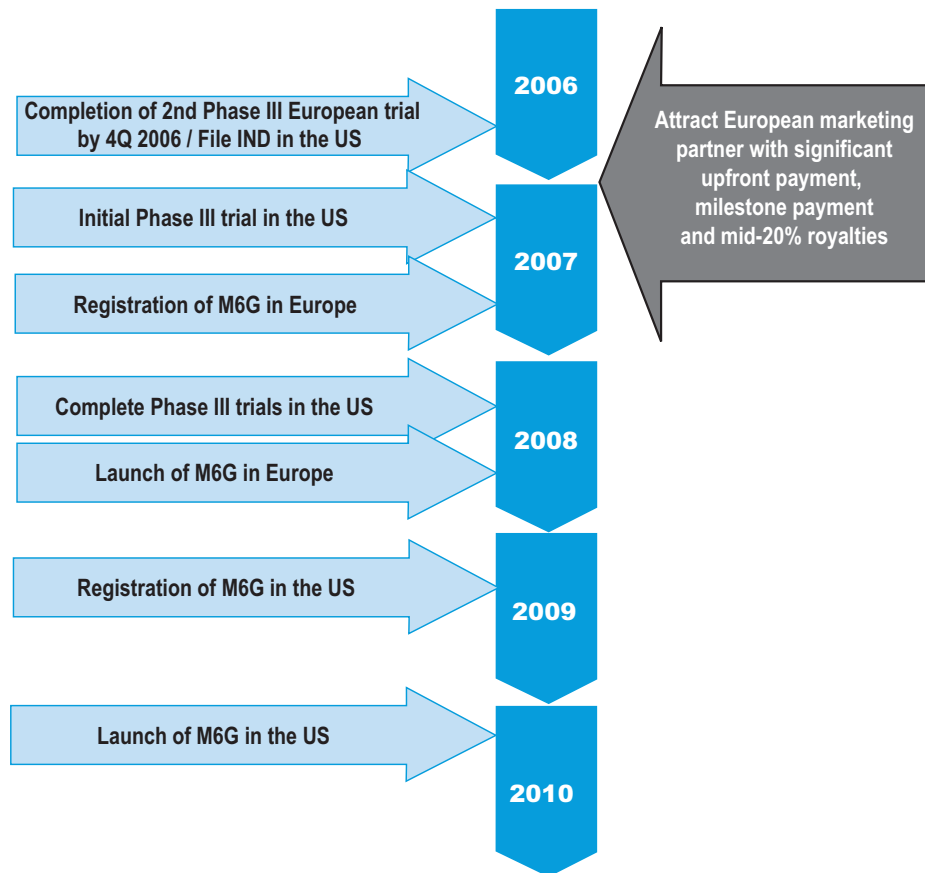 2006
Completion of 2nd Phase III European trial
by 4Q 2006 / File IND in the US
Attract European marketing
partner with significant
upfront payment,
milestone payment
and mid-20% royalties
Initial Phase III trial in the US
2007
Registration of M6G in Europe
Complete Phase III trials in the US
2008
Launch of M6G in Europe
Registration of M6G in the US
2009
Launch of M6G in the US
2010